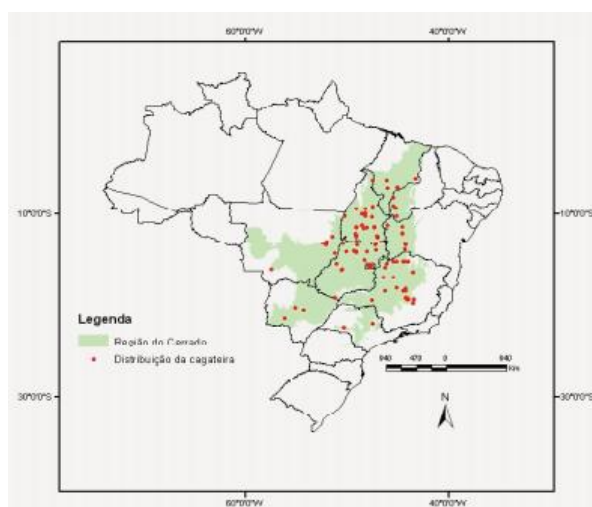 60°0'0"W 40°0'0"W
10°0'0"S 10°0'0"S
Legenda
Região do Cerrado
Distribuição da cagateira
940 470 0 940
Km
N
30°0'0"S 30°0'0"S
60°0'0"W 40°0'0"W